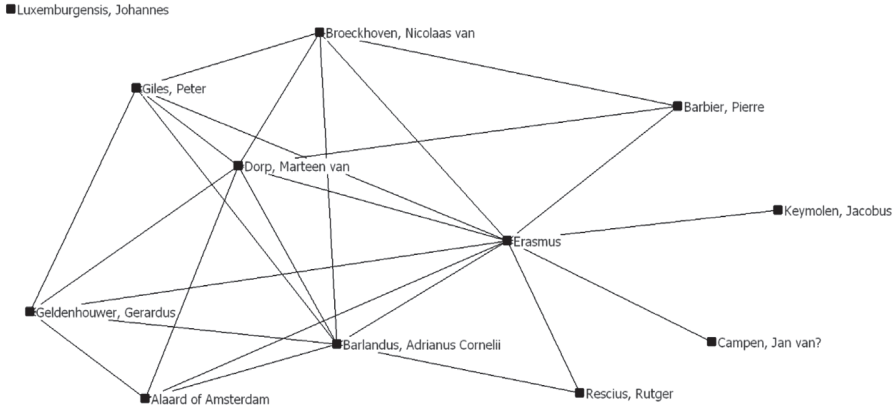 Luxemburgensis, Johannes
Broeckhoven, Nicolaas van
Giles, Peter
Barbier, Pierre
Dorp, Marteen van
Keymolen, Jacobus
Erasmus
Geldenhouwer, Gerardus
Campen, Jan van?
Barlandus, Adrianus Cornelii
Rescius, Rutger
Alaard of Amsterdam